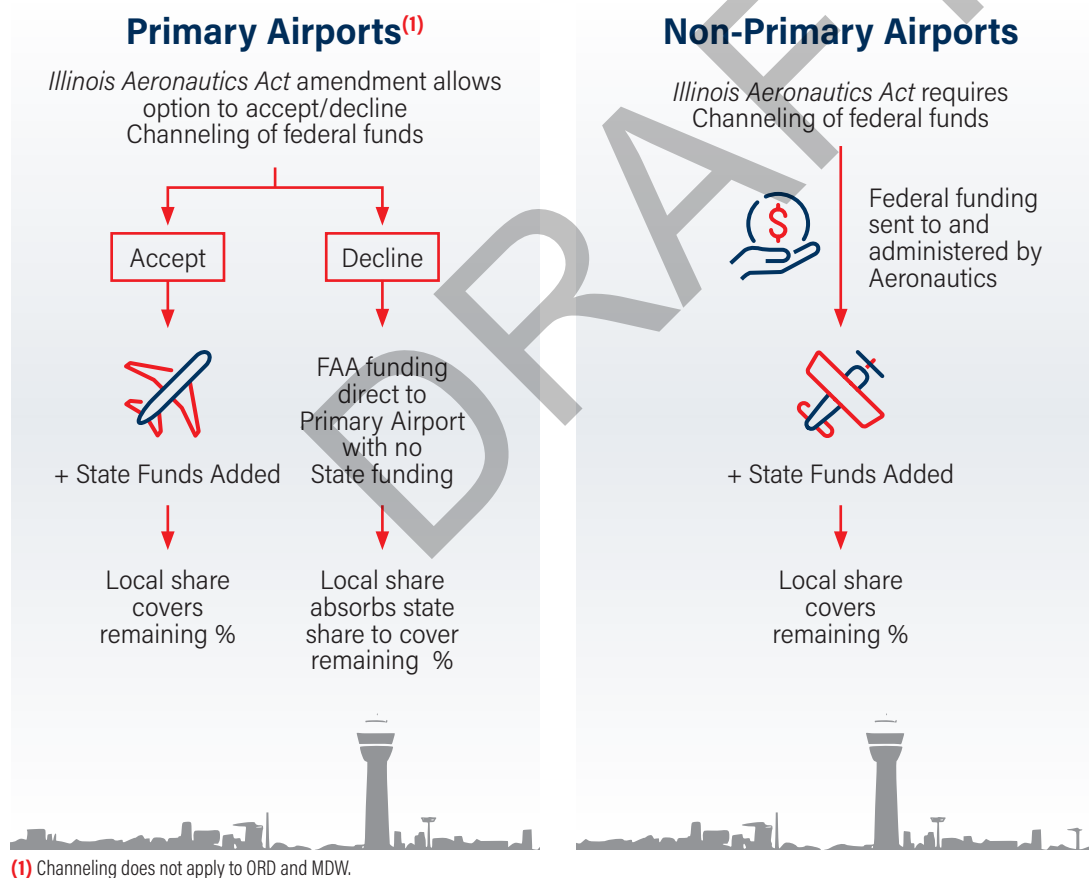 Primary Airports(1)
Illinois Aeronautics Act amendment allows
option to accept/decline
Channeling of federal funds
Accept
Decline
+ State Funds Added
FAA funding
direct to
Primary Airport
with no
State funding
Local share
covers
remaining %
Local share
absorbs state
share to cover
remaining %
Non-Primary Airports
Illinois Aeronautics Act requires
Channeling of federal funds
$
Federal funding
sent to and
administered by
Aeronautics
+ State Funds Added
Local share
covers
remaining %
(1) Channeling does not apply to ORD and MDW.
DRAF